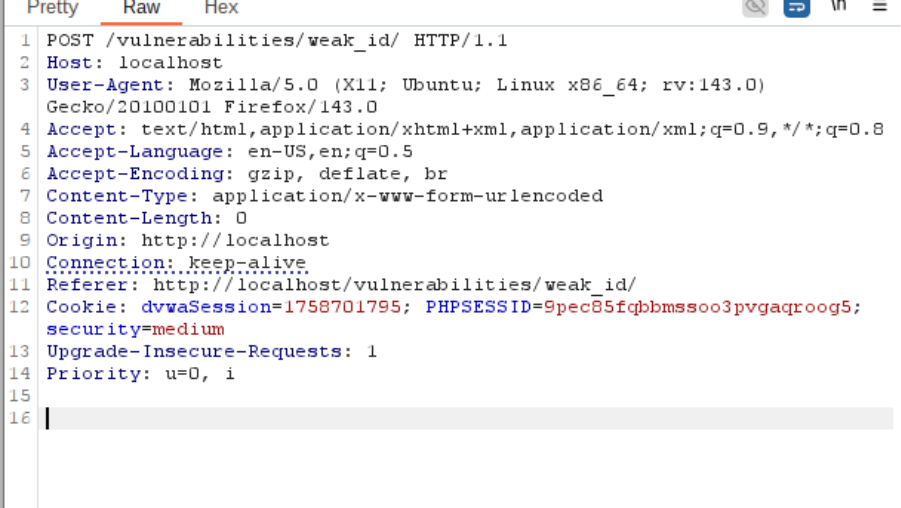 Pretty Raw Hex \n
1 POST /vulnerabilities/weak_id/ HTTP/1.1
2 Host: localhost
3 User-Agent: Mozilla/5.0 (X11; Ubuntu; Linux x86_64; rv:143.0)
Gecko/20100101 Firefox/143.0
4 Accept: text/html,application/xhtml+xml,application/xml;q=0.9,*/*;q=0.8
5 Accept-Language: en-US,en;q=0.5
6 Accept-Encoding: gzip, deflate, br
7 Content-Type: application/x-www-form-urlencoded
8 Content-Length: 0
9 Origin: http://localhost
10 Connection: keep-alive
11 Referer: http://localhost/vulnerabilities/weak_id/
12 Cookie: dvwaSession=1758701795; PHPSESSID=9pec85fqbbmssoo3pvgaqroog5;
security=medium
13 Upgrade-Insecure-Requests: 1
14 Priority: u=0, i
15
16